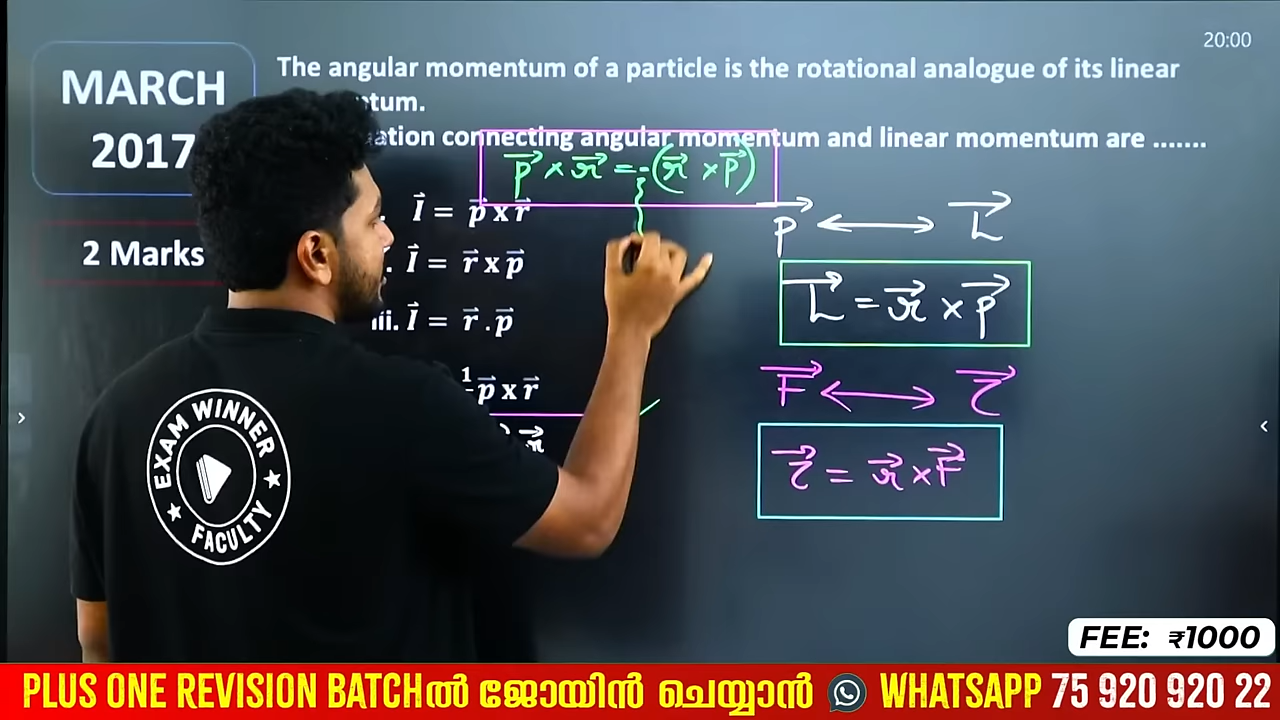 20:00
MARCH
2017
The angular momentum of a particle is the rotational analogue of its linear
connecting angular momentum and linear momentum are .......
2 Marks
p⃗ × r⃗ = -(r⃗ × p⃗)
l⃗ = p⃗ x r⃗
l⃗ = r⃗ x p⃗
iii. l⃗ = r⃗ . p⃗
p⃗ x r⃗
p⃗ ⟷ L⃗
L⃗ = r⃗ × p⃗
F⃗ ⟷ τ⃗
τ⃗ = r⃗ × F⃗
EXAM WINNER
FACULTY
FEE: ₹1000
PLUS ONE REVISION BATCHൽ ജോയിൻ ചെയ്യാൻ WHATSAPP 75 920 920 22